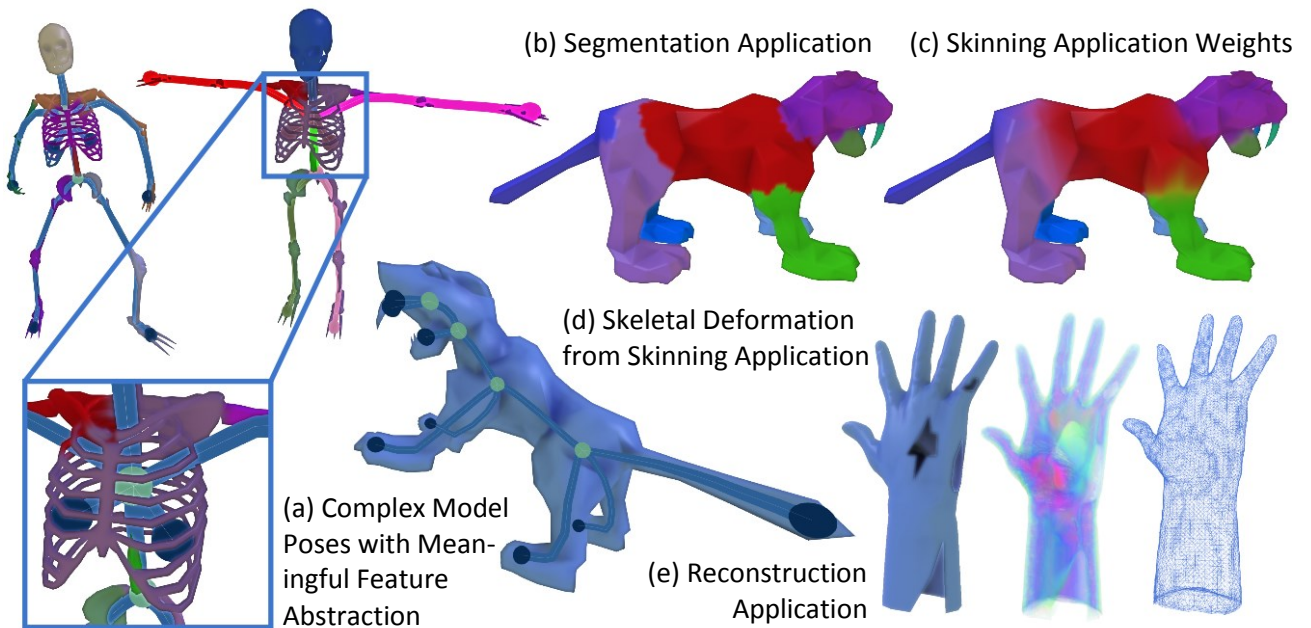 (b) Segmentation Application
(c) Skinning Application Weights
(d) Skeletal Deformation
from Skinning Application
(a) Complex Model
Poses with Mean-
ingful Feature
Abstraction
(e) Reconstruction
Application